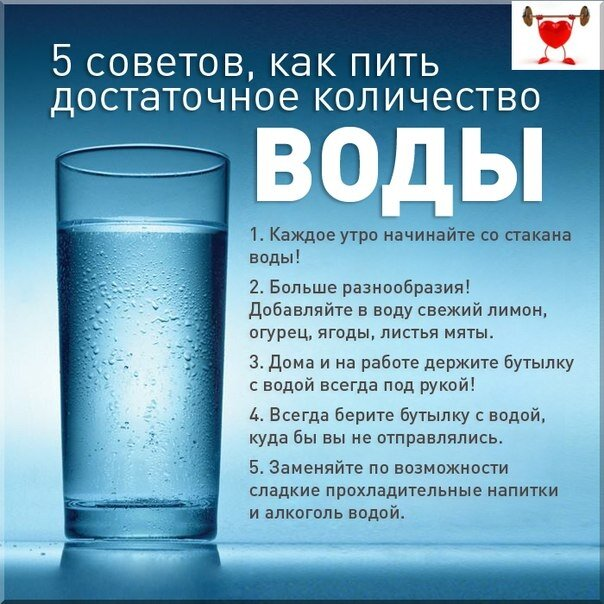 5 советов, как пить
достаточное количество
ВОДЫ
1. Каждое утро начинайте со стакана
воды!
2. Больше разнообразия!
Добавляйте в воду свежий лимон,
огурец, ягоды, листья мяты.
3. Дома и на работе держите бутылку
с водой всегда под рукой!
4. Всегда берите бутылку с водой,
куда бы вы не отправлялись.
5. Заменяйте по возможности
сладкие прохладительные напитки
и алкоголь водой.